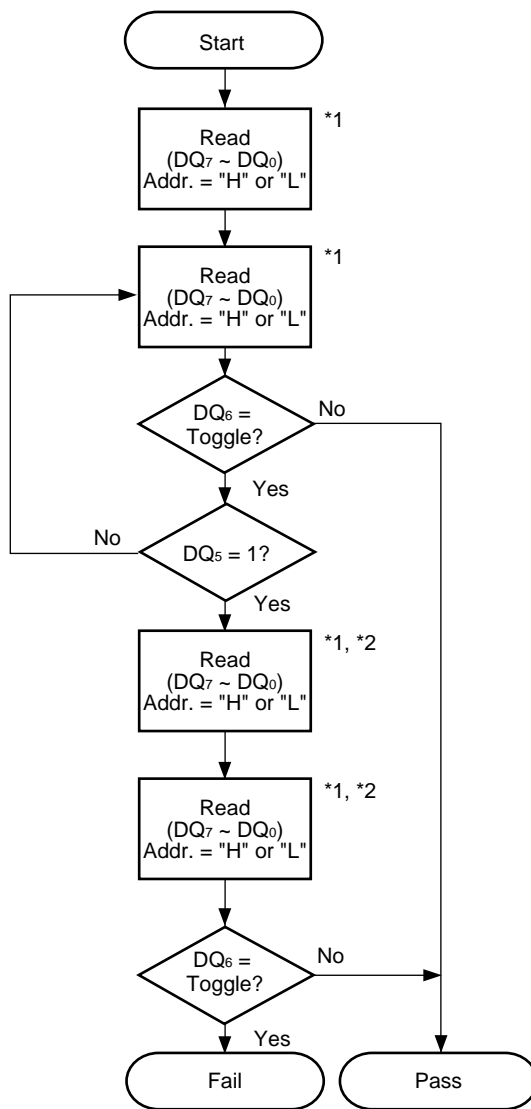 Start
*1
Read
(DQ7 ~ DQ0)
Addr. = "H" or "L"
*1
Read
(DQ7 ~ DQ0)
Addr. = "H" or "L"
DQ6 =
Toggle?
No
Yes
No
DQ5 = 1?
Yes
*1, *2
Read
(DQ7 ~ DQ0)
Addr. = "H" or "L"
*1, *2
Read
(DQ7 ~ DQ0)
Addr. = "H" or "L"
DQ6 =
Toggle?
No
Yes
Fail
Pass